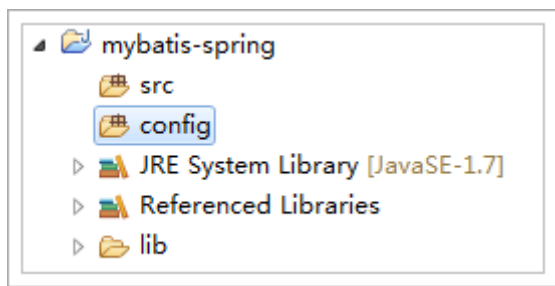 mybatis-spring
src
config
JRE System Library [JavaSE-1.7]
Referenced Libraries
lib